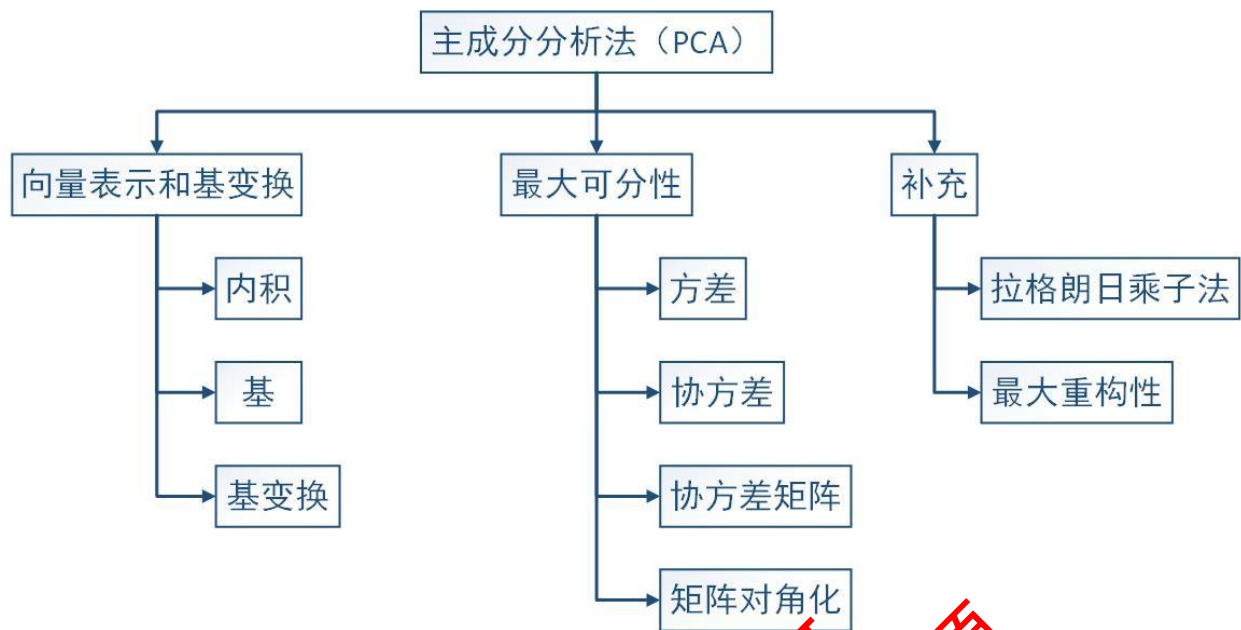 主成分分析法（PCA）
向量表示和基变换
最大可分性
补充
内积
方差
拉格朗日乘子法
基
协方差
最大重构性
基变换
协方差矩阵
矩阵对角化